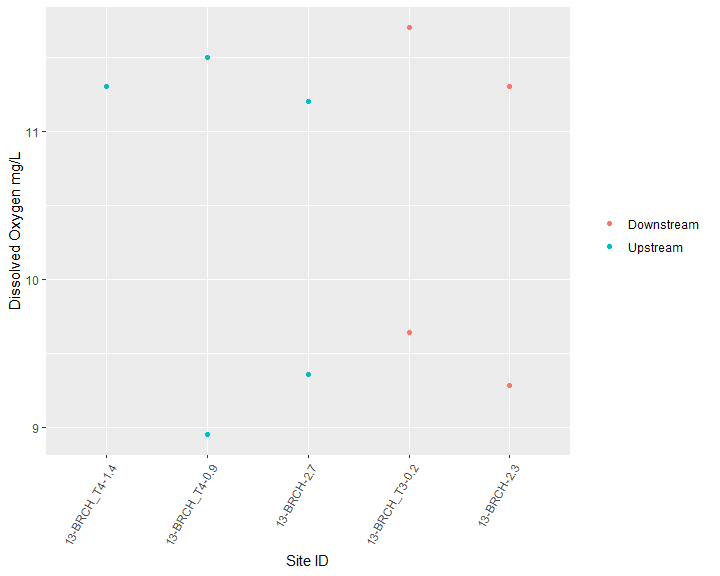 Dissolved Oxygen mg/L
11
10
9
13-BRCH_T4-1.4
13-BRCH_T4-0.9
13-BRCH-2.7
13-BRCH_T3-0.2
13-BRCH-2.3
Site ID
Downstream
Upstream